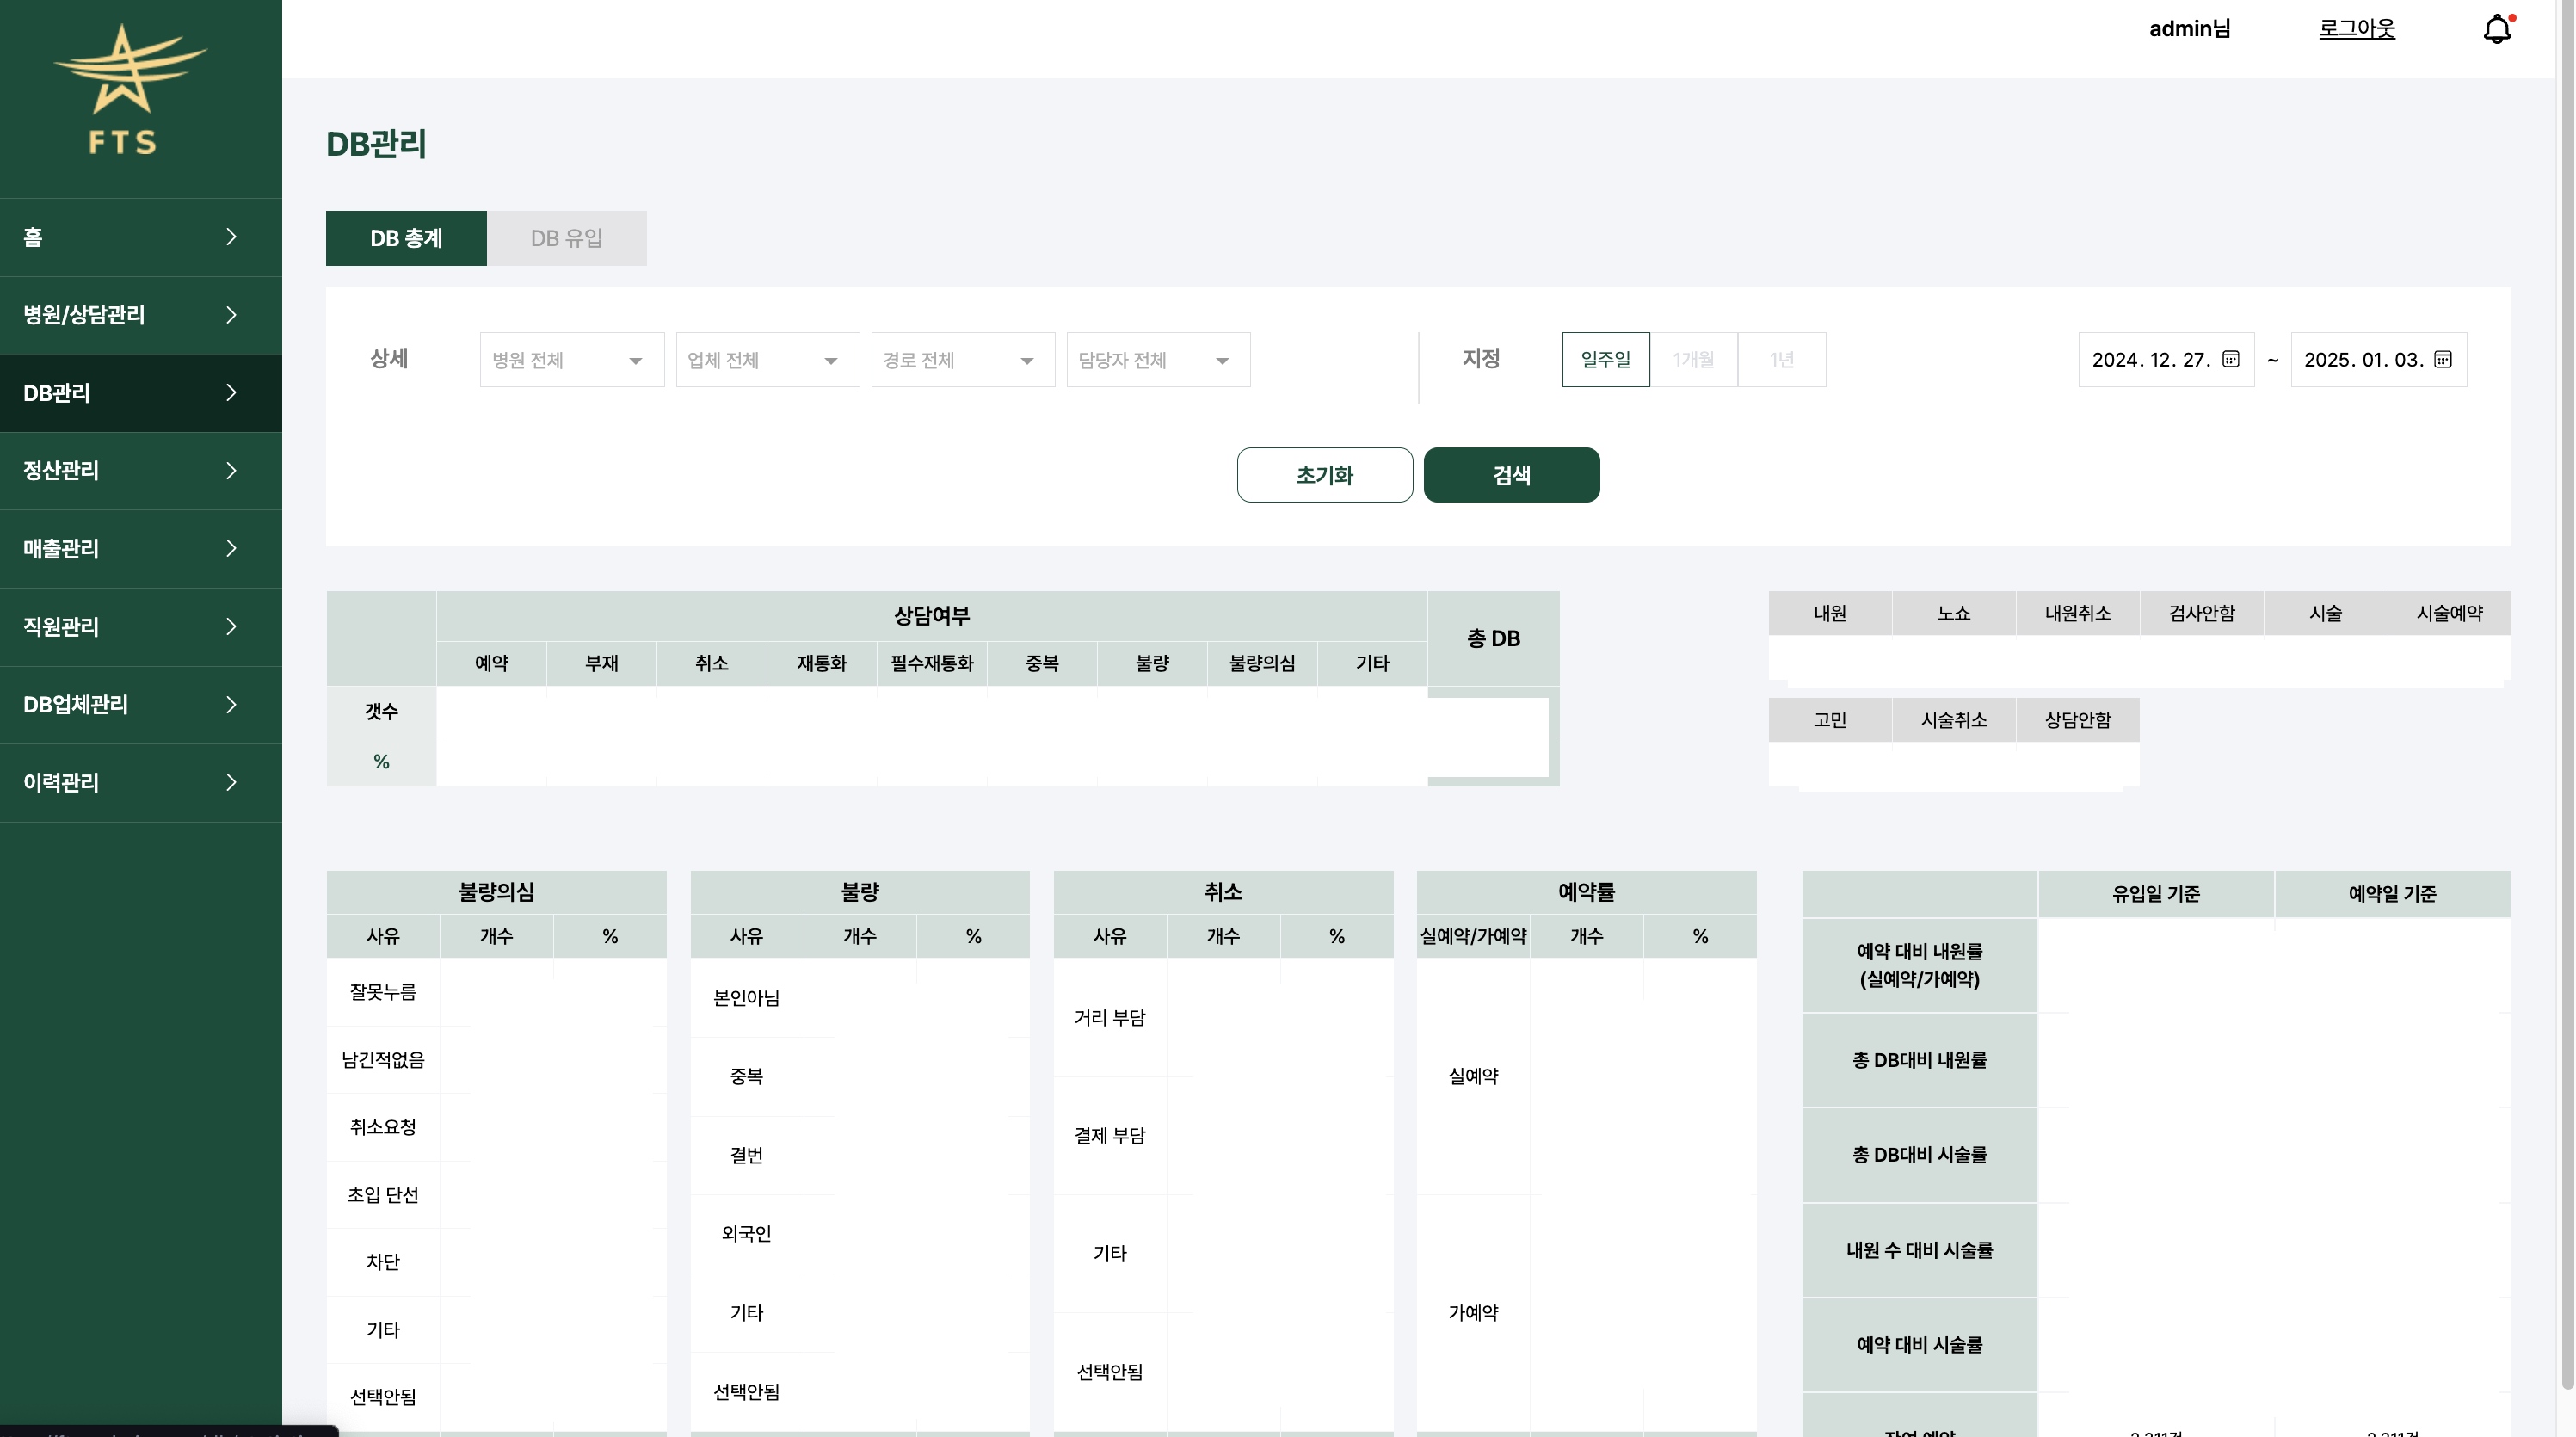 admin님 로그아웃
FTS
홈
병원/상담관리
DB관리
정산관리
매출관리
직원관리
DB업체관리
이력관리
DB관리
DB 총계 DB 유입
상세 병원 전체 업체 전체 경로 전체 담당자 전체 지정 일주일 1개월 1년 2024. 12. 27. ~ 2025. 01. 03.
초기화 검색
상담여부 총 DB
예약 부재 취소 재통화 필수재통화 중복 불량 불량의심 기타
갯수
%
내원 노쇼 내원취소 검사안함 시술 시술예약
고민 시술취소 상담안함
불량의심
사유 개수 %
잘못누름
남긴적없음
취소요청
초입 단선
차단
기타
선택안됨
불량
사유 개수 %
본인아님
중복
결번
외국인
기타
선택안됨
취소
사유 개수 %
거리 부담
결제 부담
기타
선택안됨
예약률
실예약/가예약 개수 %
실예약
가예약
유입일 기준 예약일 기준
예약 대비 내원률
(실예약/가예약)
총 DB대비 내원률
총 DB대비 시술률
내원 수 대비 시술률
예약 대비 시술률